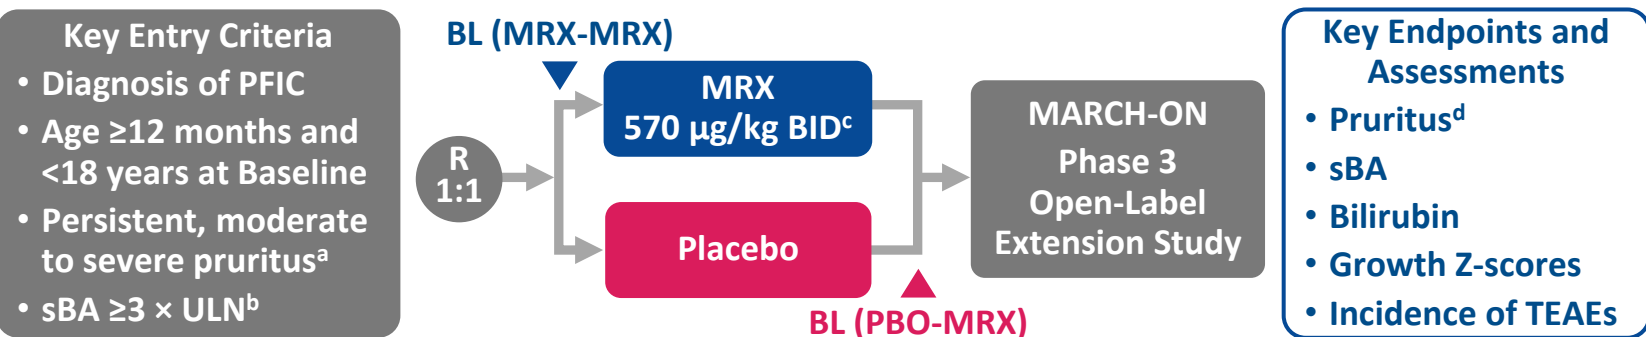 Key Entry Criteria
• Diagnosis of PFIC
• Age ≥12 months and
<18 years at Baseline
• Persistent, moderate
to severe pruritusᵃ
• sBA ≥3 × ULNᵇ
BL (MRX-MRX)
R
1:1
MRX
570 µg/kg BIDᶜ
Placebo
BL (PBO-MRX)
MARCH-ON
Phase 3
Open-Label
Extension Study
Key Endpoints and
Assessments
• Pruritusᵈ
• sBA
• Bilirubin
• Growth Z-scores
• Incidence of TEAEs